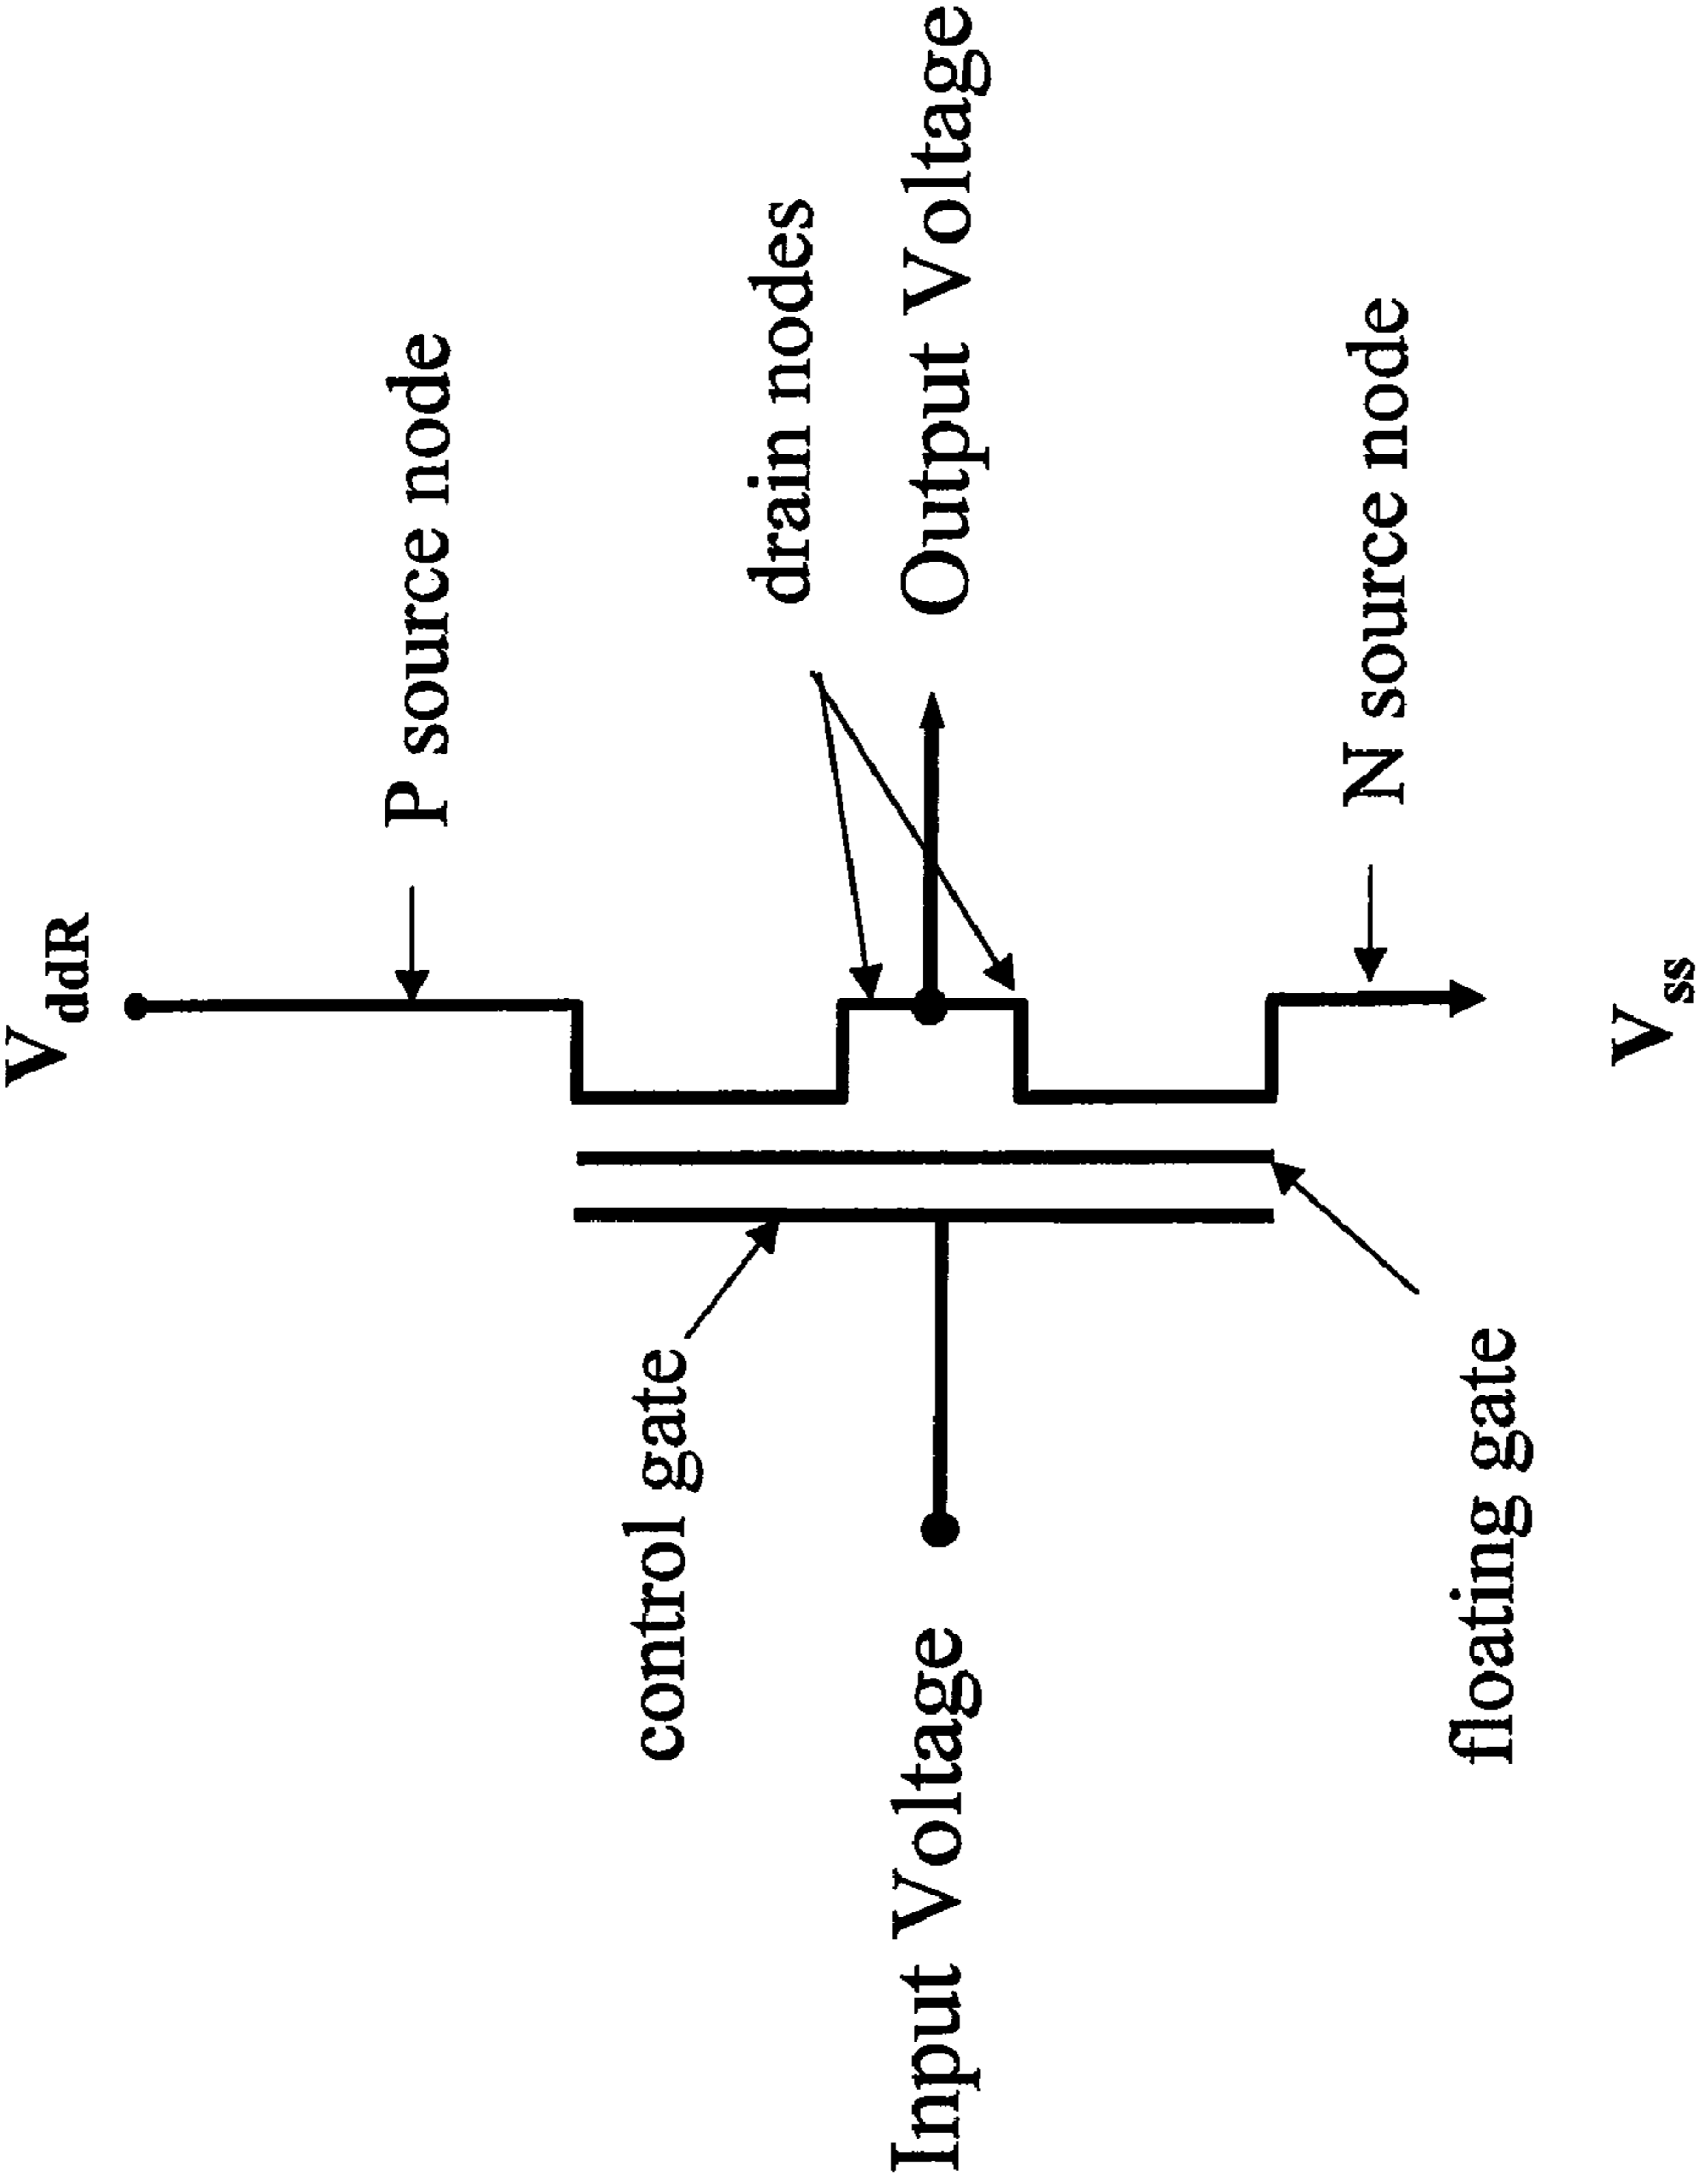 VddR
P source node
drain nodes
Output Voltage
N source node
Vss
control gate
Input Voltage
floating gate